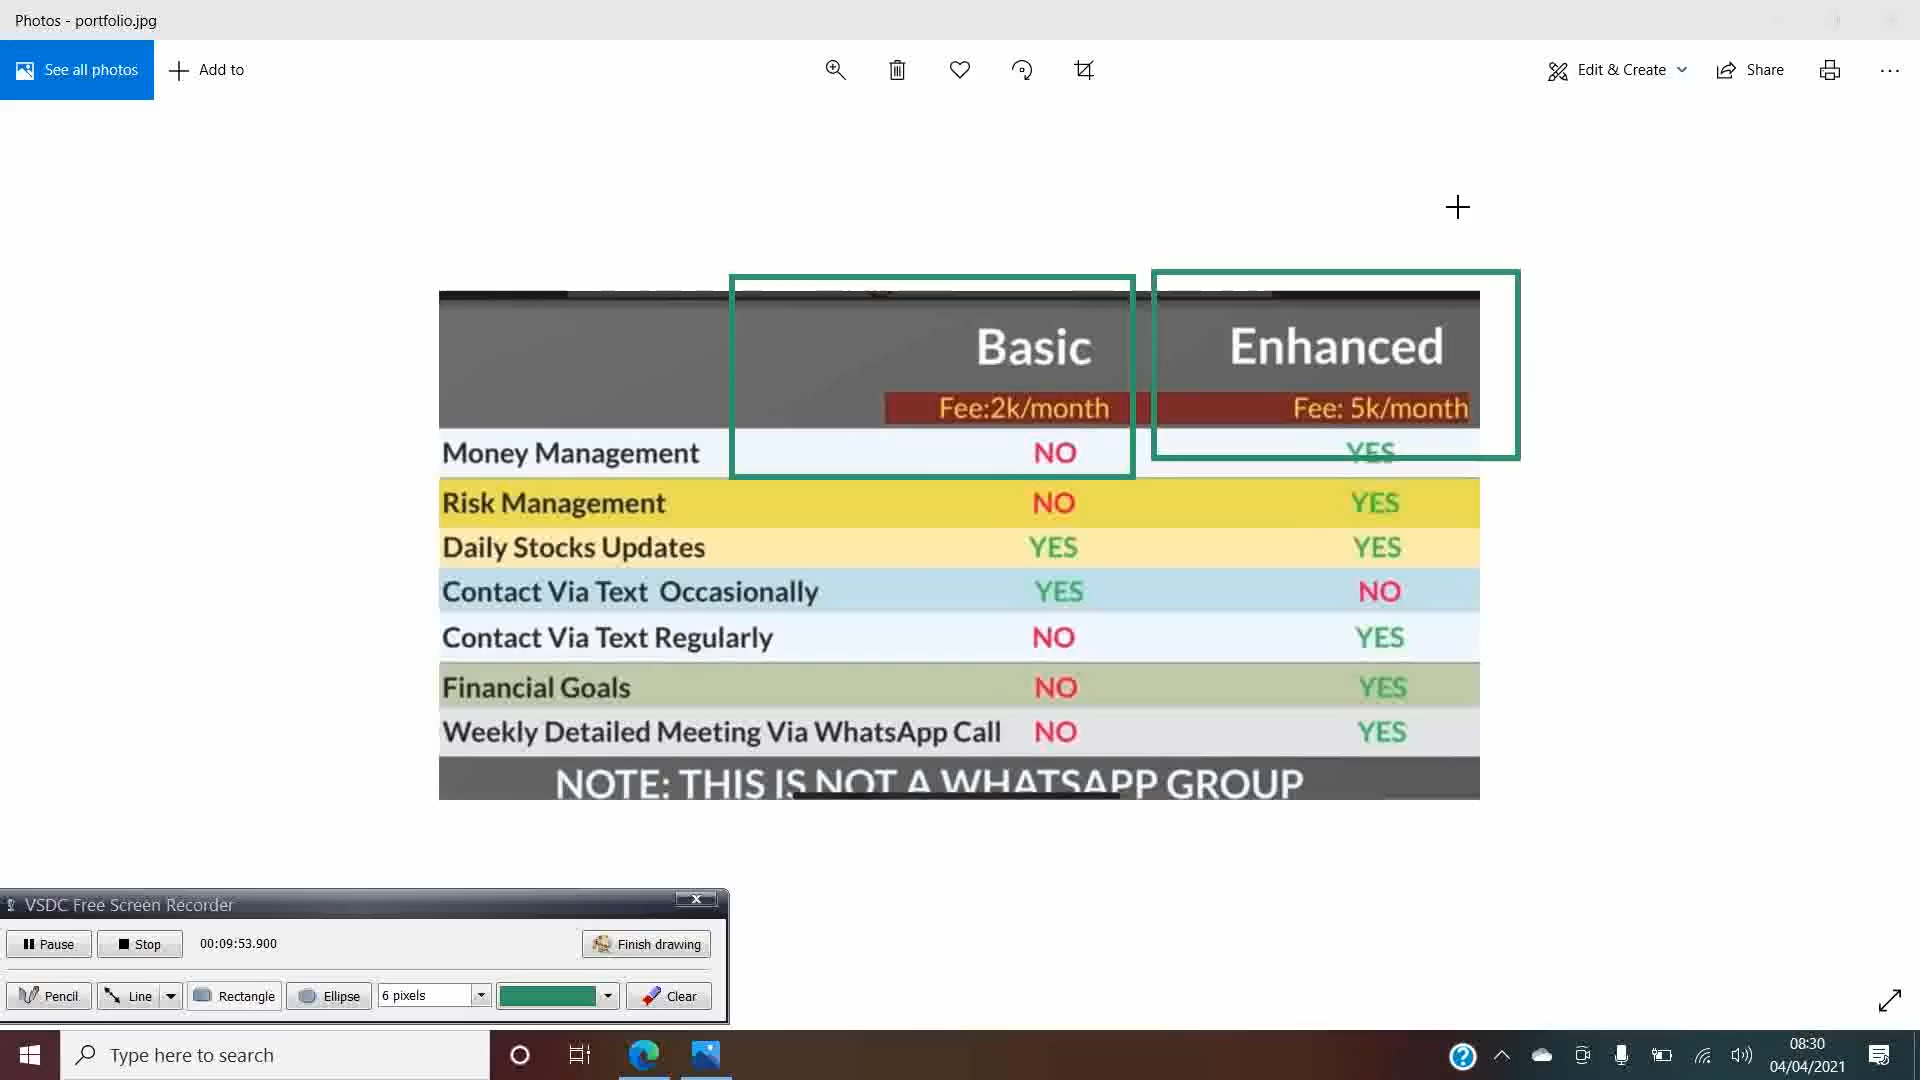 Photos - portfolio.jpg
See all photos
Add to
Edit & Create
Share
Basic Enhanced
Fee:2k/month Fee: 5k/month
Money Management NO YES
Risk Management NO YES
Daily Stocks Updates YES YES
Contact Via Text Occasionally YES NO
Contact Via Text Regularly NO YES
Financial Goals NO YES
Weekly Detailed Meeting Via WhatsApp Call NO YES
NOTE: THIS IS NOT A WHATSAPP GROUP
VSDC Free Screen Recorder
Pause Stop 00:09:53.900 Finish drawing
Pencil Line Rectangle Ellipse 6 pixels Clear
Type here to search
08:30
04/04/2021